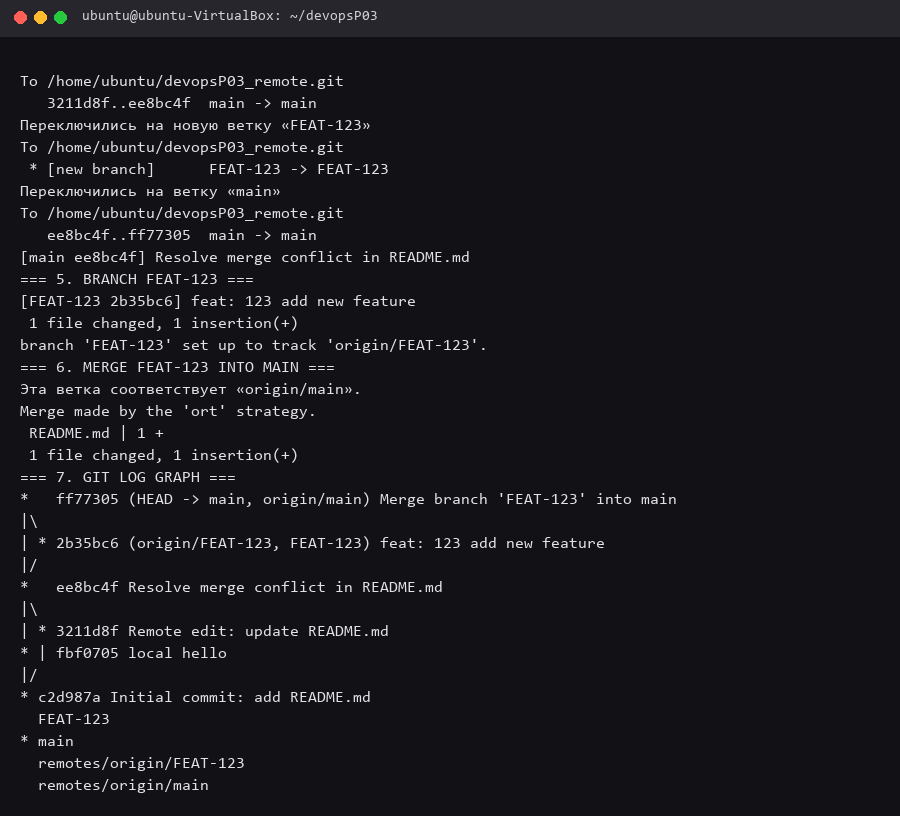 ubuntu@ubuntu-VirtualBox: ~/devopsP03
To /home/ubuntu/devopsP03_remote.git
   3211d8f..ee8bc4f  main -> main
Переключились на новую ветку «FEAT-123»
To /home/ubuntu/devopsP03_remote.git
 * [new branch]      FEAT-123 -> FEAT-123
Переключились на ветку «main»
To /home/ubuntu/devopsP03_remote.git
   ee8bc4f..ff77305  main -> main
[main ee8bc4f] Resolve merge conflict in README.md
=== 5. BRANCH FEAT-123 ===
[FEAT-123 2b35bc6] feat: 123 add new feature
 1 file changed, 1 insertion(+)
branch 'FEAT-123' set up to track 'origin/FEAT-123'.
=== 6. MERGE FEAT-123 INTO MAIN ===
Эта ветка соответствует «origin/main».
Merge made by the 'ort' strategy.
 README.md | 1 +
 1 file changed, 1 insertion(+)
=== 7. GIT LOG GRAPH ===
*   ff77305 (HEAD -> main, origin/main) Merge branch 'FEAT-123' into main
|\
| * 2b35bc6 (origin/FEAT-123, FEAT-123) feat: 123 add new feature
|/
*   ee8bc4f Resolve merge conflict in README.md
|\
| * 3211d8f Remote edit: update README.md
* | fbf0705 local hello
|/
* c2d987a Initial commit: add README.md
  FEAT-123
* main
  remotes/origin/FEAT-123
  remotes/origin/main